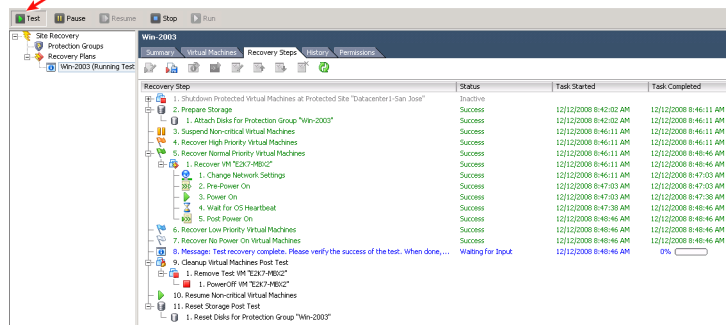 Test Pause Resume Stop Run
Site Recovery
Protection Groups
Recovery Plans
Win-2003 (Running Test
Win-2003
Summary Virtual Machines Recovery Steps History Permissions
Recovery Step Status Task Started Task Completed
1. Shutdown Protected Virtual Machines at Protected Site "Datacenter1-San Jose" Inactive
2. Prepare Storage Success 12/12/2008 8:42:02 AM 12/12/2008 8:46:11 AM
1. Attach Disks for Protection Group "Win-2003" Success 12/12/2008 8:42:02 AM 12/12/2008 8:46:11 AM
3. Suspend Non-critical Virtual Machines Success 12/12/2008 8:46:11 AM 12/12/2008 8:46:11 AM
4. Recover High Priority Virtual Machines Success 12/12/2008 8:46:11 AM 12/12/2008 8:46:11 AM
5. Recover Normal Priority Virtual Machines Success 12/12/2008 8:46:11 AM 12/12/2008 8:48:46 AM
1. Recover VM "E2K7-MBX2" Success 12/12/2008 8:46:11 AM 12/12/2008 8:48:46 AM
1. Change Network Settings Success 12/12/2008 8:46:11 AM 12/12/2008 8:47:03 AM
2. Pre-Power On Success 12/12/2008 8:47:03 AM 12/12/2008 8:47:03 AM
3. Power On Success 12/12/2008 8:47:03 AM 12/12/2008 8:47:38 AM
4. Wait for OS Heartbeat Success 12/12/2008 8:47:38 AM 12/12/2008 8:48:46 AM
5. Post Power On Success 12/12/2008 8:48:46 AM 12/12/2008 8:48:46 AM
6. Recover Low Priority Virtual Machines Success 12/12/2008 8:48:46 AM 12/12/2008 8:48:46 AM
7. Recover No Power On Virtual Machines Success 12/12/2008 8:48:46 AM 12/12/2008 8:48:46 AM
8. Message: Test recovery complete. Please verify the success of the test. When done,... Waiting for Input 12/12/2008 8:48:46 AM 0%
9. Cleanup Virtual Machines Post Test
1. Remove Test VM "E2K7-MBX2"
1. PowerOff VM "E2K7-MBX2"
10. Resume Non-critical Virtual Machines
11. Reset Storage Post Test
1. Reset Disks for Protection Group "Win-2003"